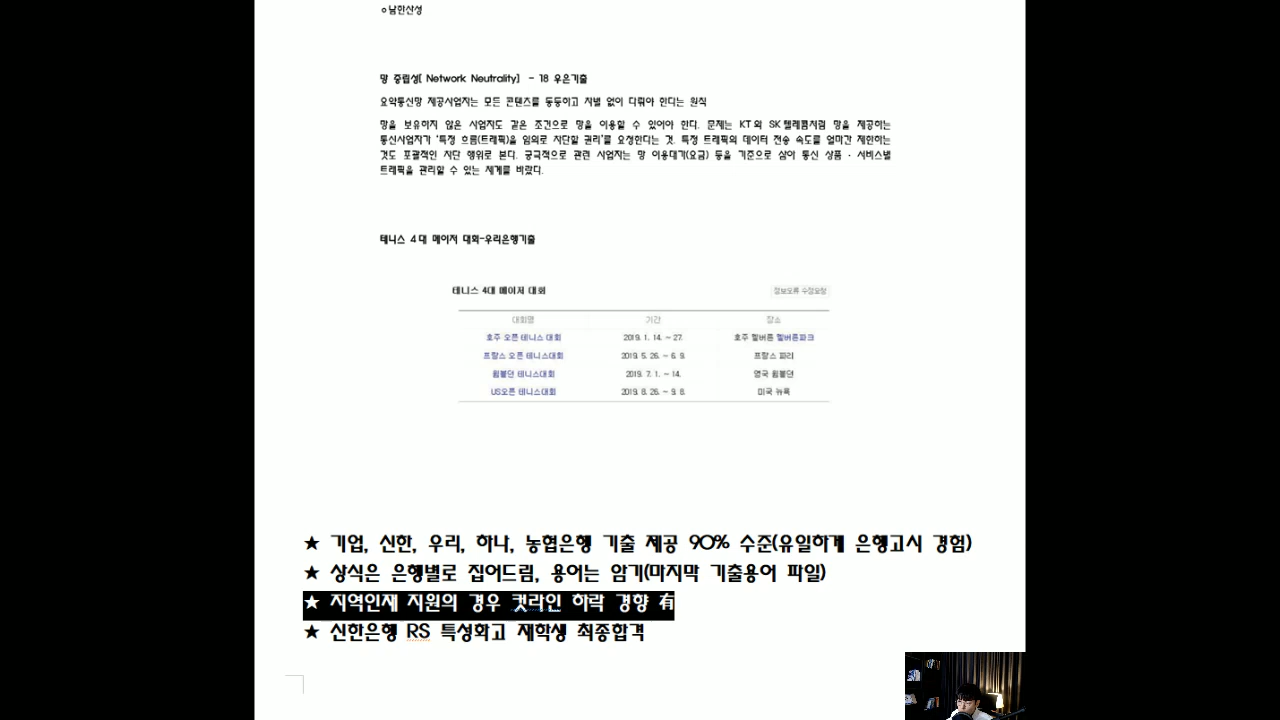 ○남한산성
망 중립성[ Network Neutrality] - 18 우은기출
요약통신망 제공사업자는 모든 콘텐츠를 동등하고 차별 없이 다뤄야 한다는 원칙
망을 보유하지 않은 사업자도 같은 조건으로 망을 이용할 수 있어야 한다. 문제는 KT와 SK텔레콤처럼 망을 제공하는
통신사업자가 '특정 흐름(트래픽)을 임의로 차단할 권리'를 요청한다는 것. 특정 트래픽의 데이터 전송 속도를 얼마간 제한하는
것도 포괄적인 차단 행위로 본다. 궁극적으로 관련 사업자는 망 이용대가(요금) 등을 기준으로 삼아 통신 상품 · 서비스별
트래픽을 관리할 수 있는 체계를 바랐다.
테니스 4대 메이저 대회-우리은행기출
테니스 4대 메이저 대회 정보오류 수정요청
대회명 기간 장소
호주 오픈 테니스 대회 2019. 1. 14. ~ 27. 호주 멜버른 멜버른파크
프랑스 오픈 테니스대회 2019. 5. 26. ~ 6. 9. 프랑스 파리
윔블던 테니스대회 2019. 7. 1. ~ 14. 영국 윔블던
US오픈 테니스대회 2019. 8. 26. ~ 9. 8. 미국 뉴욕
★ 기업, 신한, 우리, 하나, 농협은행 기출 제공 90% 수준(유일하게 은행고시 경험)
★ 상식은 은행별로 집어드림, 용어는 암기(마지막 기출용어 파일)
★ 지역인재 지원의 경우 컷라인 하락 경향 有
★ 신한은행 RS 특성화고 재학생 최종합격